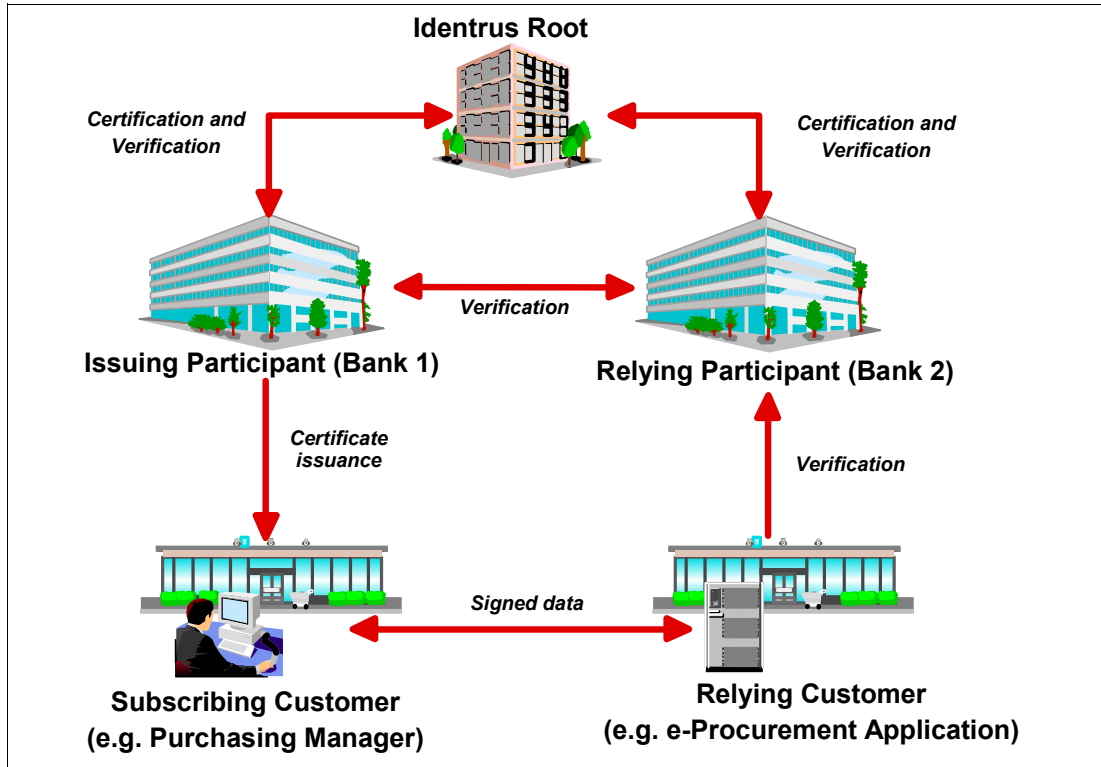 Identrus Root
Certification and
Verification
Certification and
Verification
Verification
Issuing Participant (Bank 1)
Relying Participant (Bank 2)
Certificate
issuance
Verification
Signed data
Subscribing Customer
(e.g. Purchasing Manager)
Relying Customer
(e.g. e-Procurement Application)